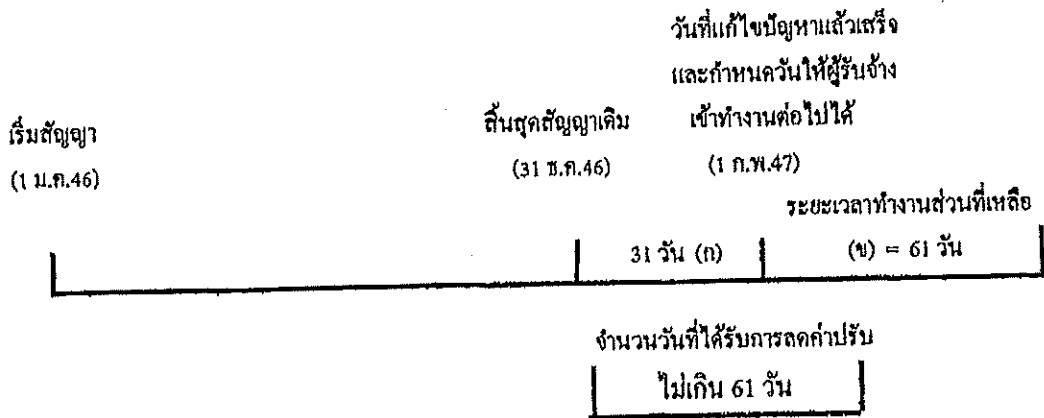 วันที่แก้ไขปัญหาแล้วเสร็จ
และกำหนดวันให้ผู้รับจ้าง
เริ่มสัญญา
สิ้นสุดสัญญาเดิม
เข้าทำงานต่อไปได้
(1 ม.ค.46)
(31 ธ.ค.46)
(1 ก.พ.47)
ระยะเวลาทำงานส่วนที่เหลือ
31 วัน (ก)
(ข) = 61 วัน
จำนวนวันที่ได้รับการลดค่าปรับ
ไม่เกิน 61 วัน